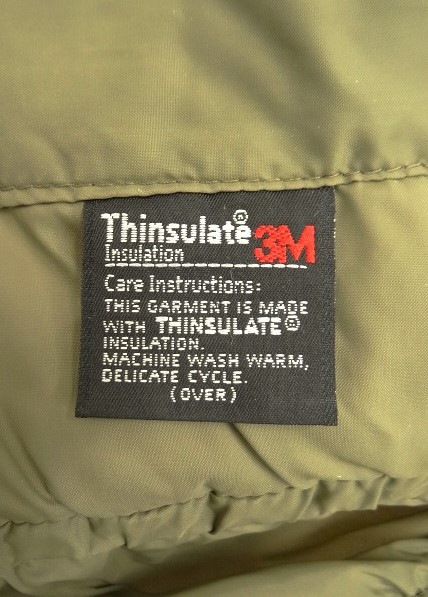 Thinsulate® 3M
Insulation
Care Instructions:
THIS GARMENT IS MADE
WITH THINSULATE®
INSULATION.
MACHINE WASH WARM,
DELICATE CYCLE.
(OVER)